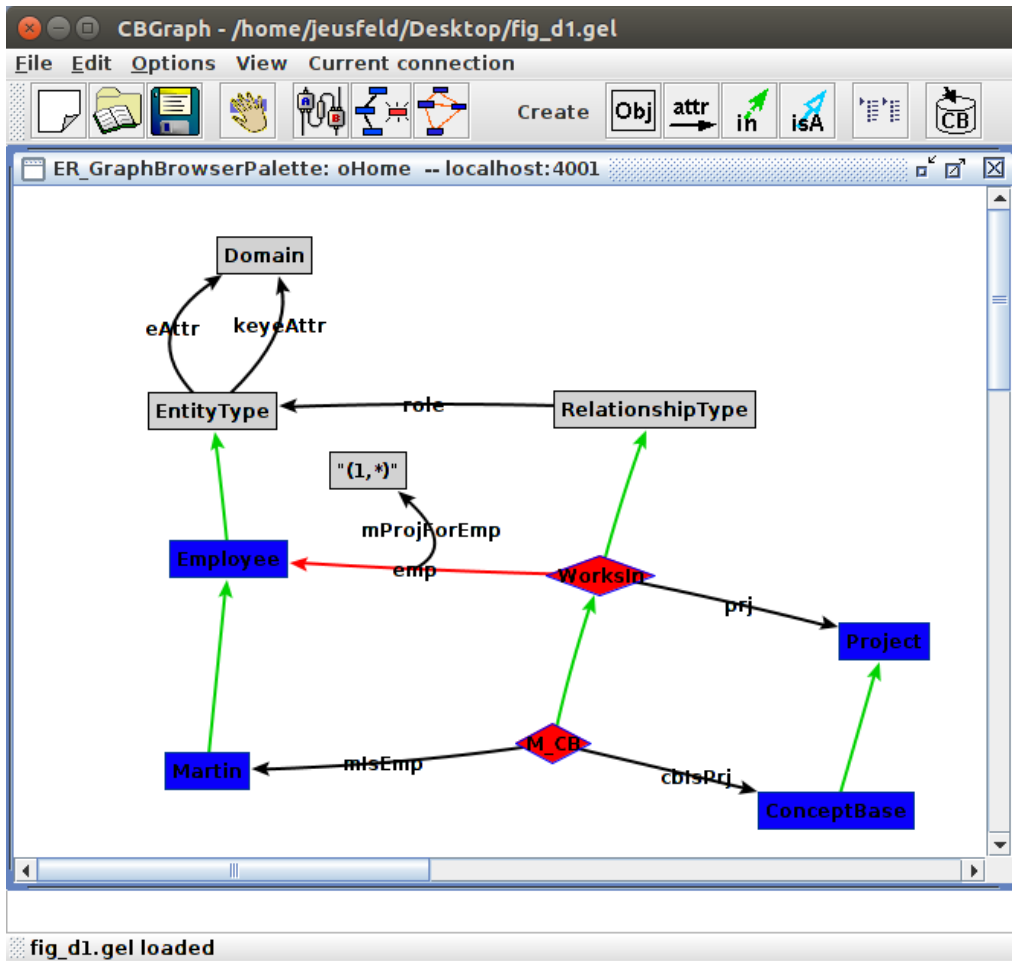 CBGraph - /home/jeusfeld/Desktop/fig_d1.gel
File Edit Options View Current connection
A B Create Obj attr in isA CB
ER_GraphBrowserPalette: oHome -- localhost:4001
Domain
eAttr keyeAttr
EntityType role RelationshipType
"(1,*)"
mProjForEmp
Employee emp WorksIn
prj
Project
M_CB
Martin mIsEmp cbIsPrj
ConceptBase
fig_d1.gel loaded